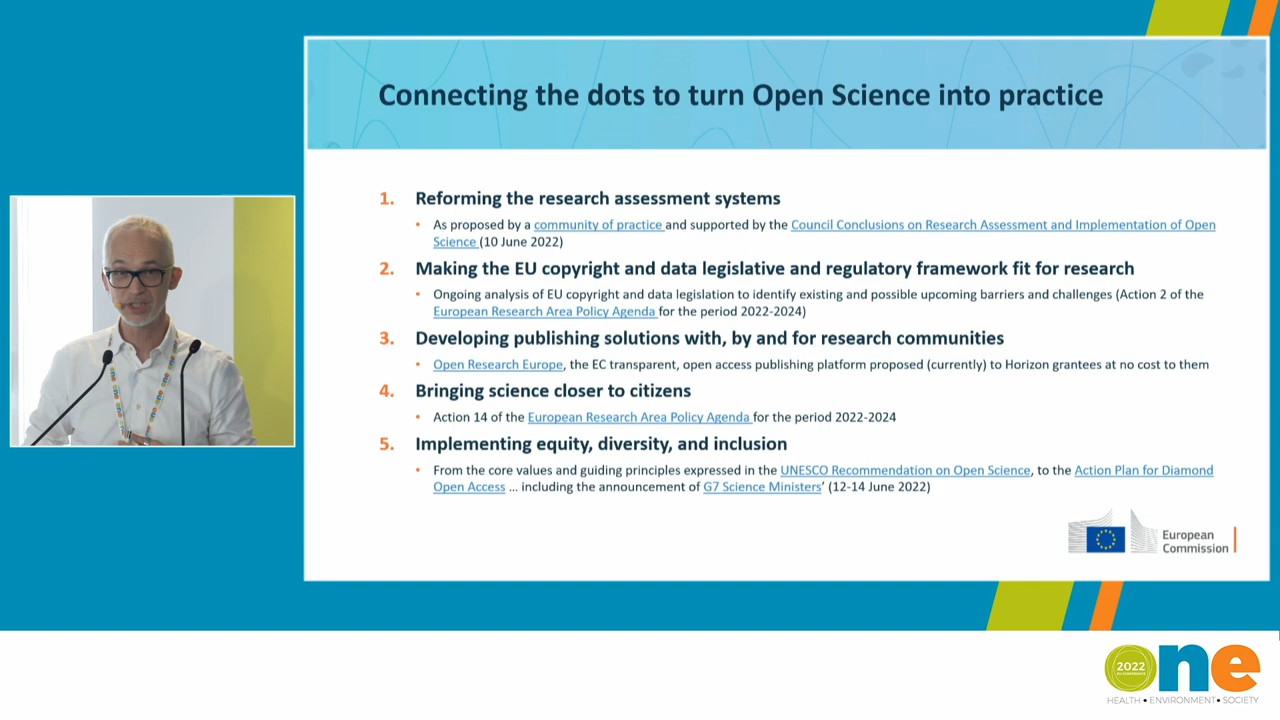 Connecting the dots to turn Open Science into practice
1. Reforming the research assessment systems
• As proposed by a community of practice and supported by the Council Conclusions on Research Assessment and Implementation of Open
Science (10 June 2022)
2. Making the EU copyright and data legislative and regulatory framework fit for research
• Ongoing analysis of EU copyright and data legislation to identify existing and possible upcoming barriers and challenges (Action 2 of the
European Research Area Policy Agenda for the period 2022-2024)
3. Developing publishing solutions with, by and for research communities
• Open Research Europe, the EC transparent, open access publishing platform proposed (currently) to Horizon grantees at no cost to them
4. Bringing science closer to citizens
• Action 14 of the European Research Area Policy Agenda for the period 2022-2024
5. Implementing equity, diversity, and inclusion
• From the core values and guiding principles expressed in the UNESCO Recommendation on Open Science, to the Action Plan for Diamond
Open Access ... including the announcement of G7 Science Ministers' (12-14 June 2022)
European
Commission
one
2022
EU CONFERENCE
HEALTH • ENVIRONMENT • SOCIETY